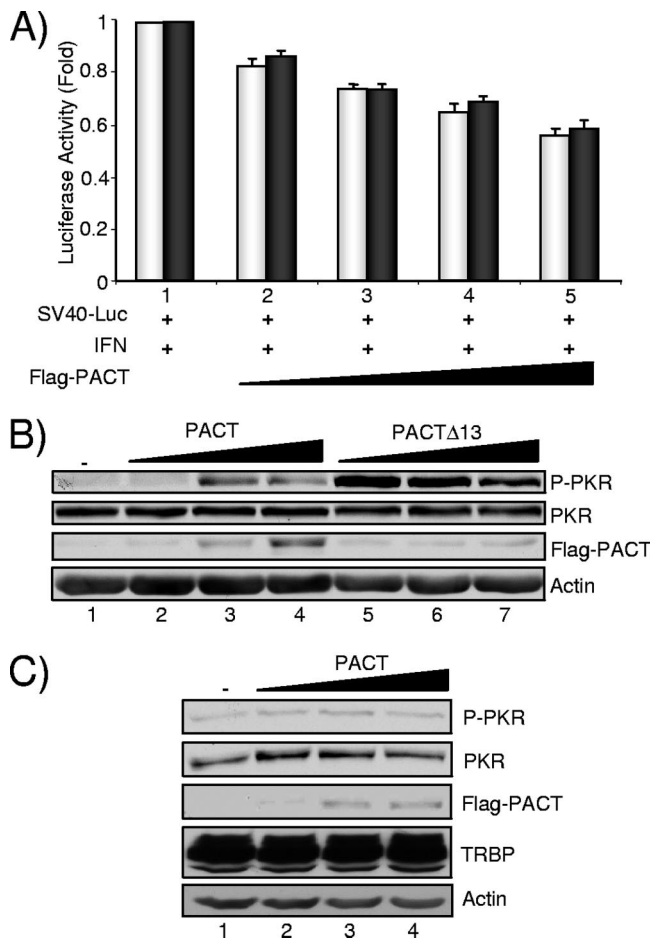 A)
Luciferase Activity (Fold)
1
0.8
0.6
0.4
0.2
0
1 2 3 4 5
SV40-Luc + + + + +
IFN + + + + +
Flag-PACT
B)
- PACT PACTΔ13
P-PKR
PKR
Flag-PACT
Actin
1 2 3 4 5 6 7
C)
- PACT
P-PKR
PKR
Flag-PACT
TRBP
Actin
1 2 3 4